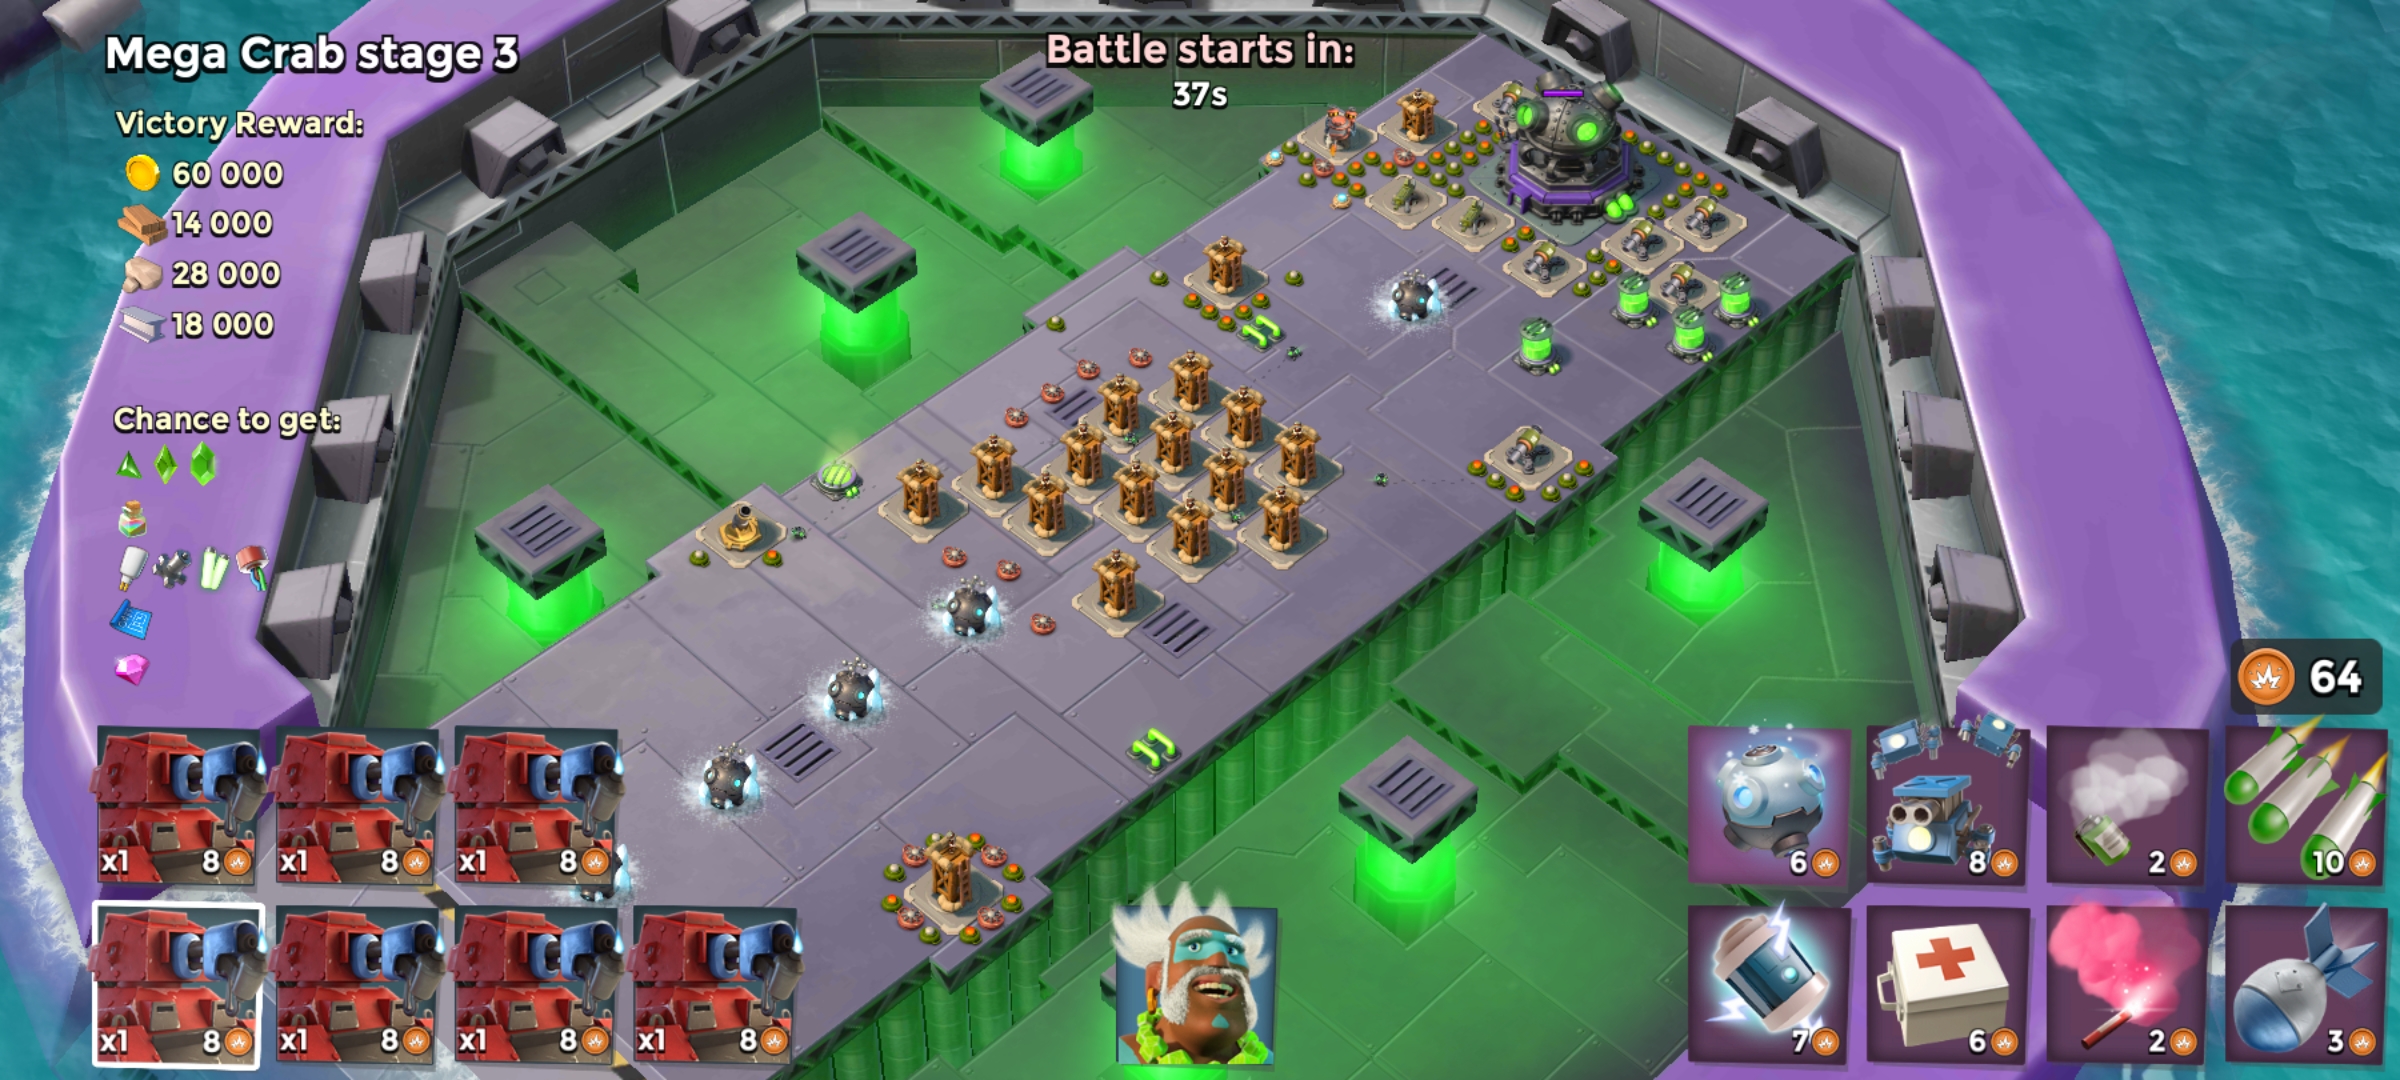 Mega Crab stage 3
Battle starts in:
37s
Victory Reward:
60 000
14 000
28 000
18 000
Chance to get:
64
x1 8
x1 8
x1 8
6
8
2
10
x1 8
x1 8
x1 8
x1 8
7
6
2
3